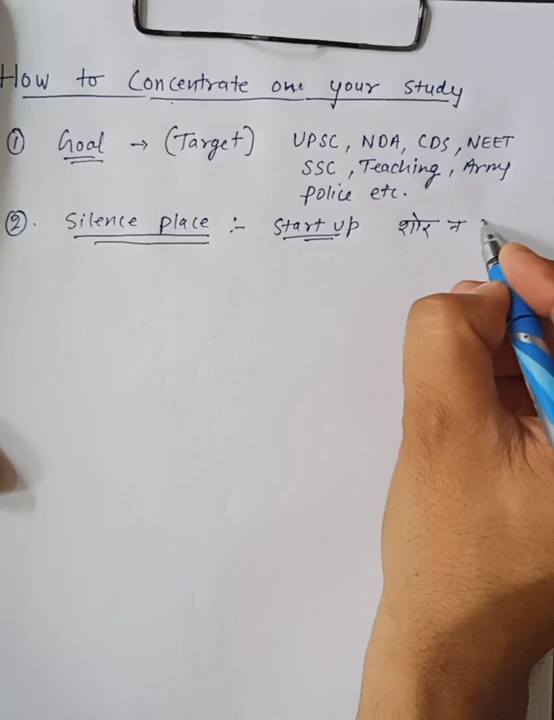 How to Concentrate one your study
① Goal → (Target) UPSC, NDA, CDS, NEET
SSC, Teaching, Army
police etc.
②. Silence place :- Start up शोर न